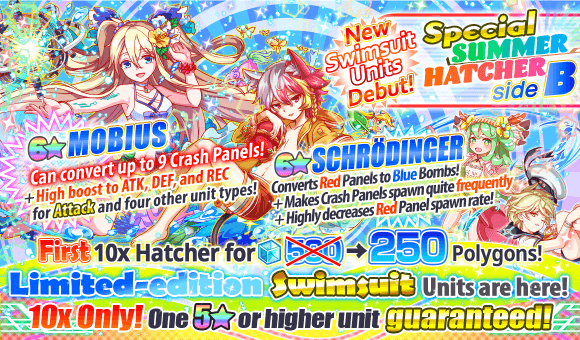 New
Swimsuit
Units
Debut!
Special
SUMMER
HATCHER
side B
6★ MOBIUS
Can convert up to 9 Crash Panels!
+ High boost to ATK, DEF, and REC
for Attack and four other unit types!
6★ SCHRÖDINGER
Converts Red Panels to Blue Bombs!
+ Makes Crash Panels spawn quite frequently
+ Highly decreases Red Panel spawn rate!
First 10x Hatcher for 500 → 250 Polygons!
Limited-edition Swimsuit Units are here!
10x Only! One 5★ or higher unit guaranteed!